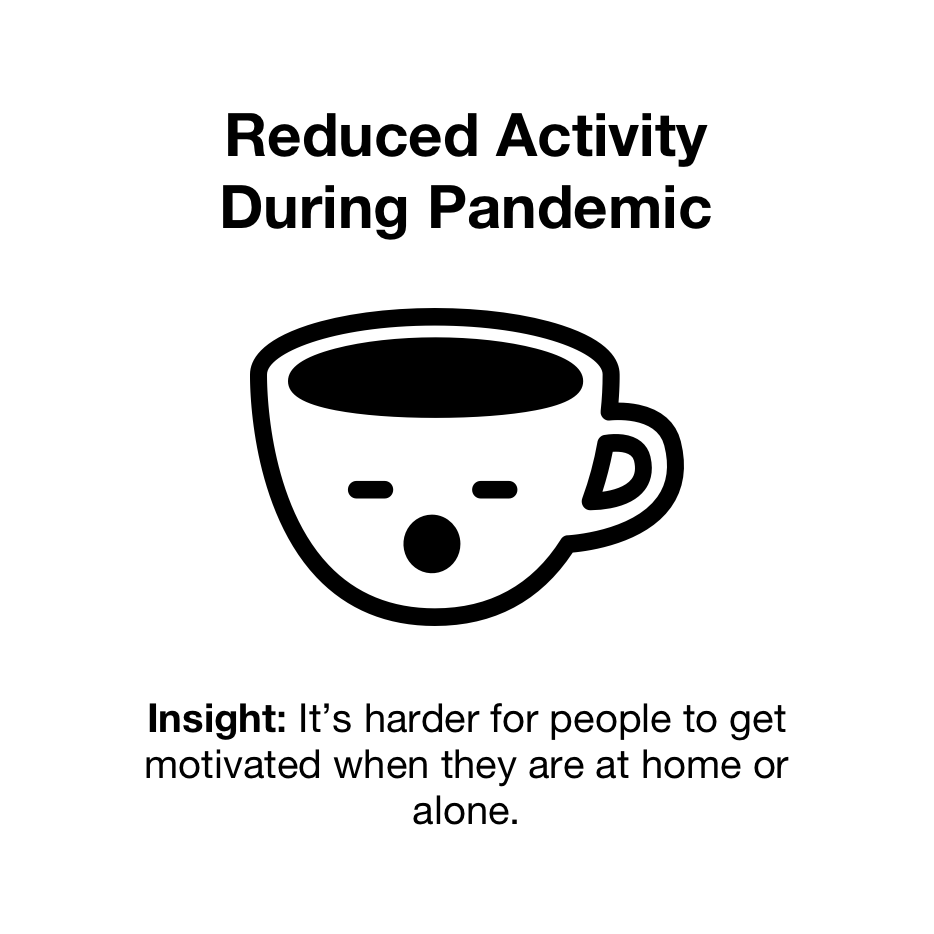 Reduced Activity
During Pandemic
Insight: It’s harder for people to get
motivated when they are at home or
alone.